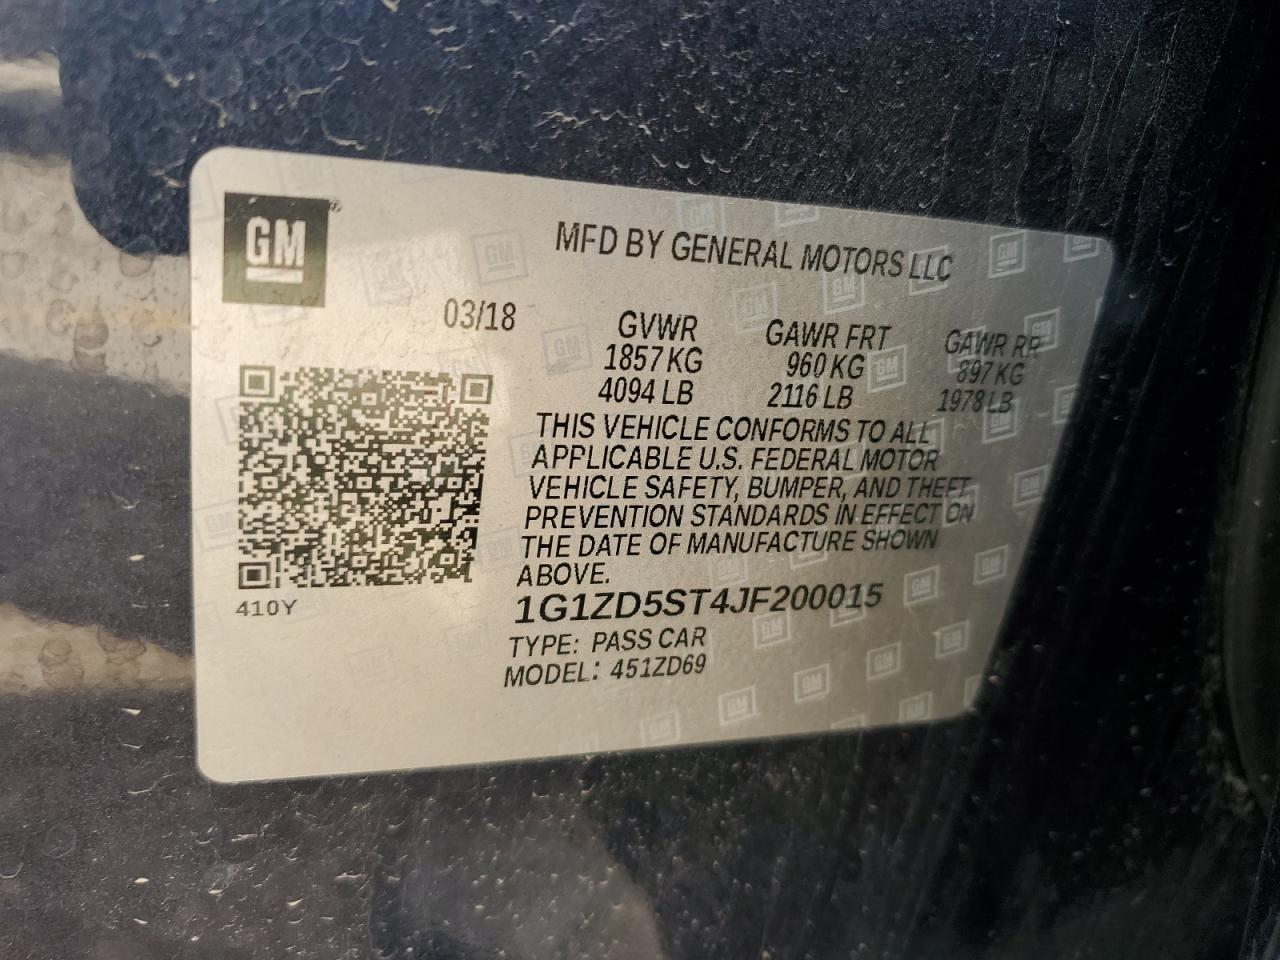 GM
MFD BY GENERAL MOTORS LLC
03/18
GVWR GAWR FRT GAWR RR
1857 KG 960 KG 897 KG
4094 LB 2116 LB 1978 LB
THIS VEHICLE CONFORMS TO ALL
APPLICABLE U.S. FEDERAL MOTOR
VEHICLE SAFETY, BUMPER, AND THEFT
PREVENTION STANDARDS IN EFFECT ON
THE DATE OF MANUFACTURE SHOWN
ABOVE.
410Y
1G1ZD5ST4JF200015
TYPE: PASS CAR
MODEL: 451ZD69